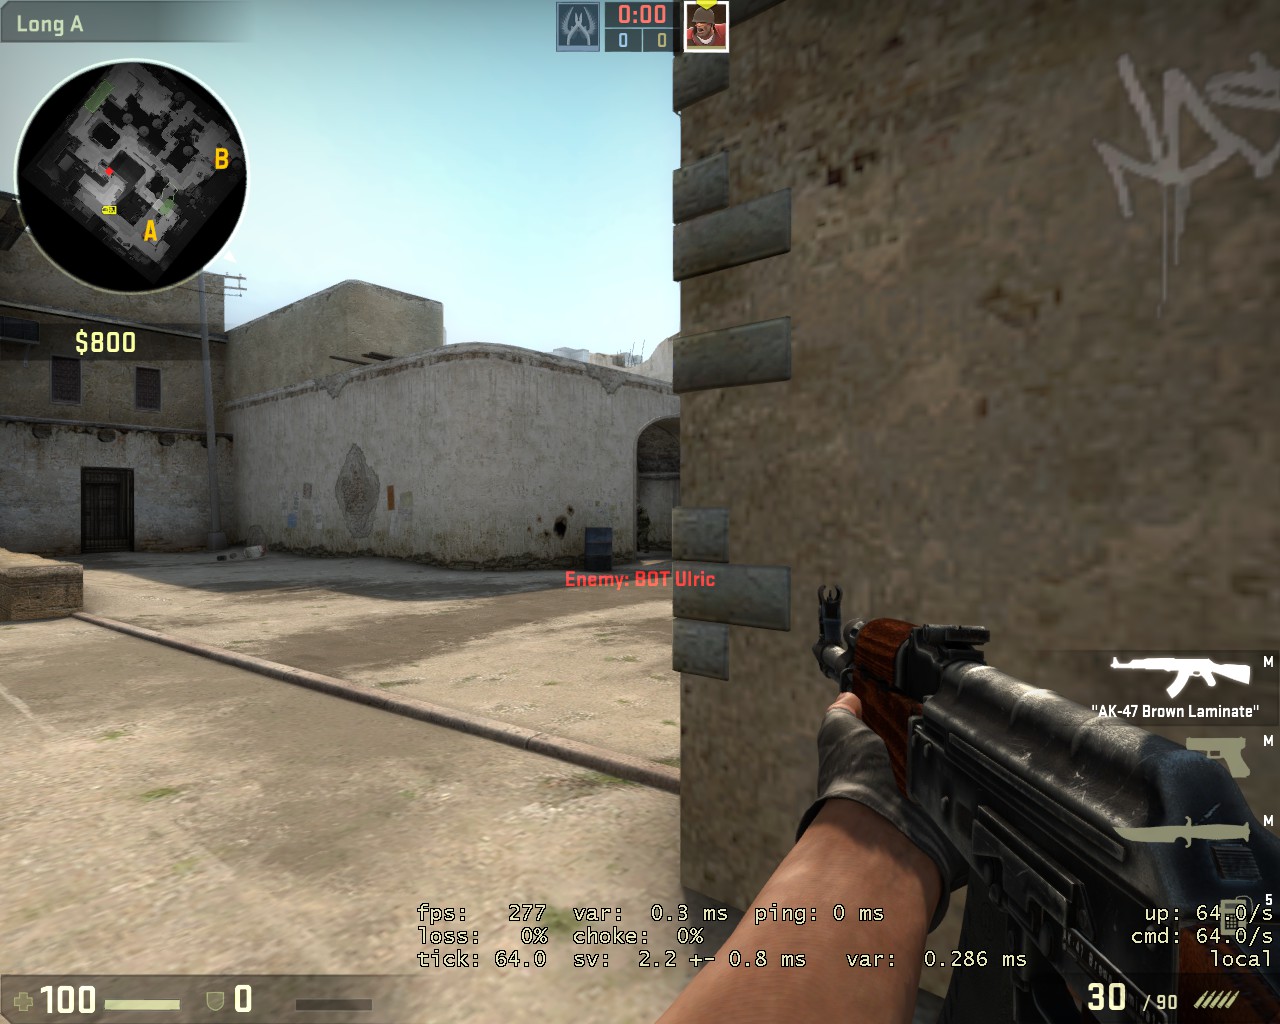 Long A
0:00
0 0
B
A
$800
Enemy: BOT Ulric
M
"AK-47 Brown Laminate"
M
M
5
fps: 277 var: 0.3 ms ping: 0 ms
up: 64.0/s
loss: 0% choke: 0%
cmd: 64.0/s
tick: 64.0 sv: 2.2 +- 0.8 ms var: 0.286 ms
local
100
0
30 / 90